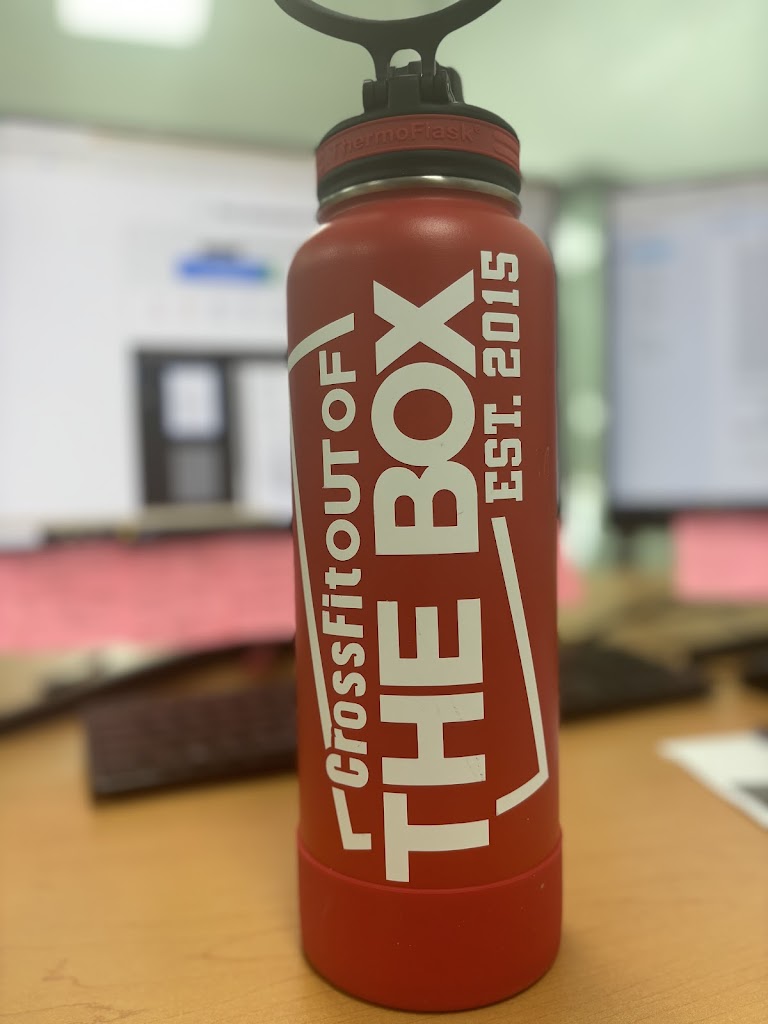 ThermoFlask
CrossFit OUT OF
THE BOX
EST. 2015